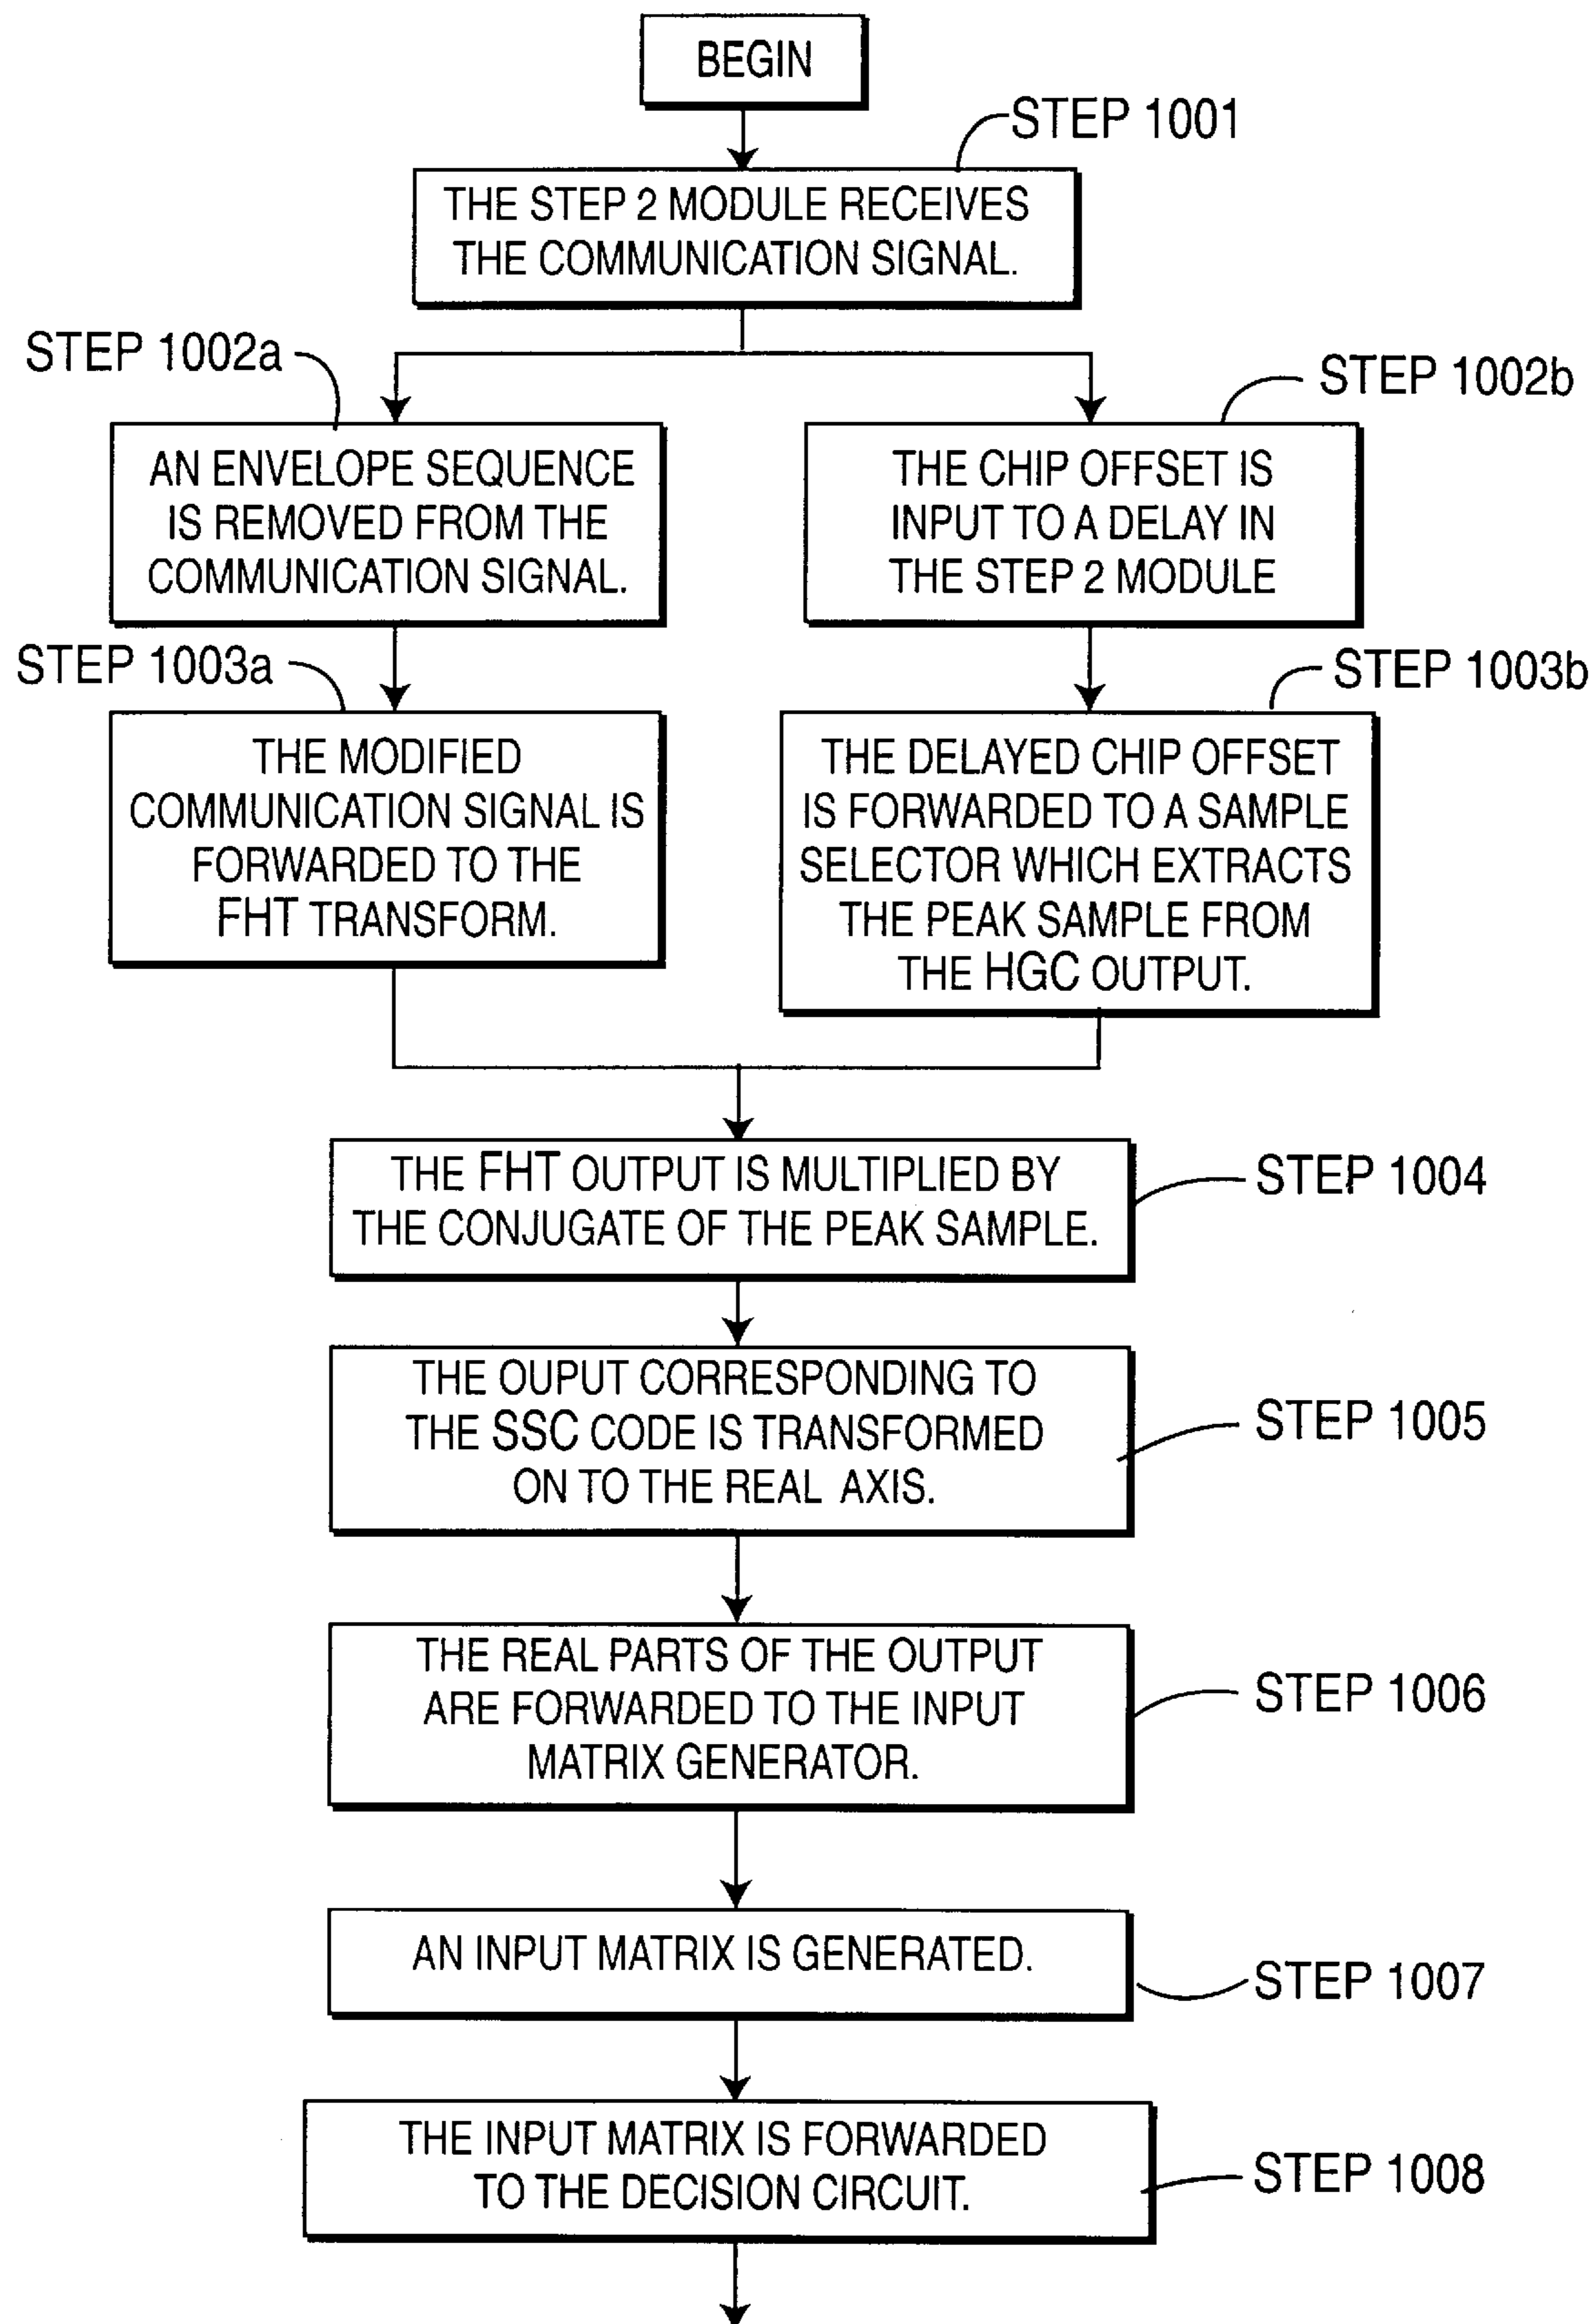 BEGIN
STEP 1001
THE STEP 2 MODULE RECEIVES
THE COMMUNICATION SIGNAL.
STEP 1002a
STEP 1002b
AN ENVELOPE SEQUENCE
IS REMOVED FROM THE
COMMUNICATION SIGNAL.
THE CHIP OFFSET IS
INPUT TO A DELAY IN
THE STEP 2 MODULE
STEP 1003a
STEP 1003b
THE MODIFIED
COMMUNICATION SIGNAL IS
FORWARDED TO THE
FHT TRANSFORM.
THE DELAYED CHIP OFFSET
IS FORWARDED TO A SAMPLE
SELECTOR WHICH EXTRACTS
THE PEAK SAMPLE FROM
THE HGC OUTPUT.
THE FHT OUTPUT IS MULTIPLIED BY
THE CONJUGATE OF THE PEAK SAMPLE.
STEP 1004
THE OUPUT CORRESPONDING TO
THE SSC CODE IS TRANSFORMED
ON TO THE REAL AXIS.
STEP 1005
THE REAL PARTS OF THE OUTPUT
ARE FORWARDED TO THE INPUT
MATRIX GENERATOR.
STEP 1006
AN INPUT MATRIX IS GENERATED.
STEP 1007
THE INPUT MATRIX IS FORWARDED
TO THE DECISION CIRCUIT.
STEP 1008